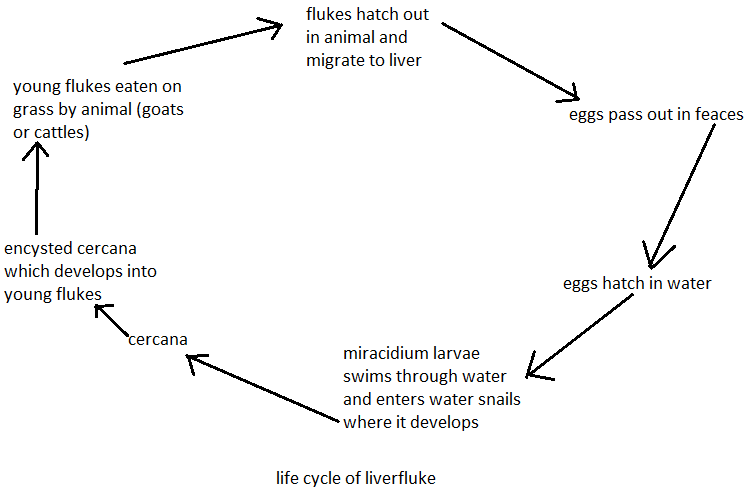 flukes hatch out
in animal and
migrate to liver
eggs pass out in feaces
eggs hatch in water
miracidium larvae
swims through water
and enters water snails
where it develops
cercana
encysted cercana
which develops into
young flukes
young flukes eaten on
grass by animal (goats
or cattles)
life cycle of liverfluke